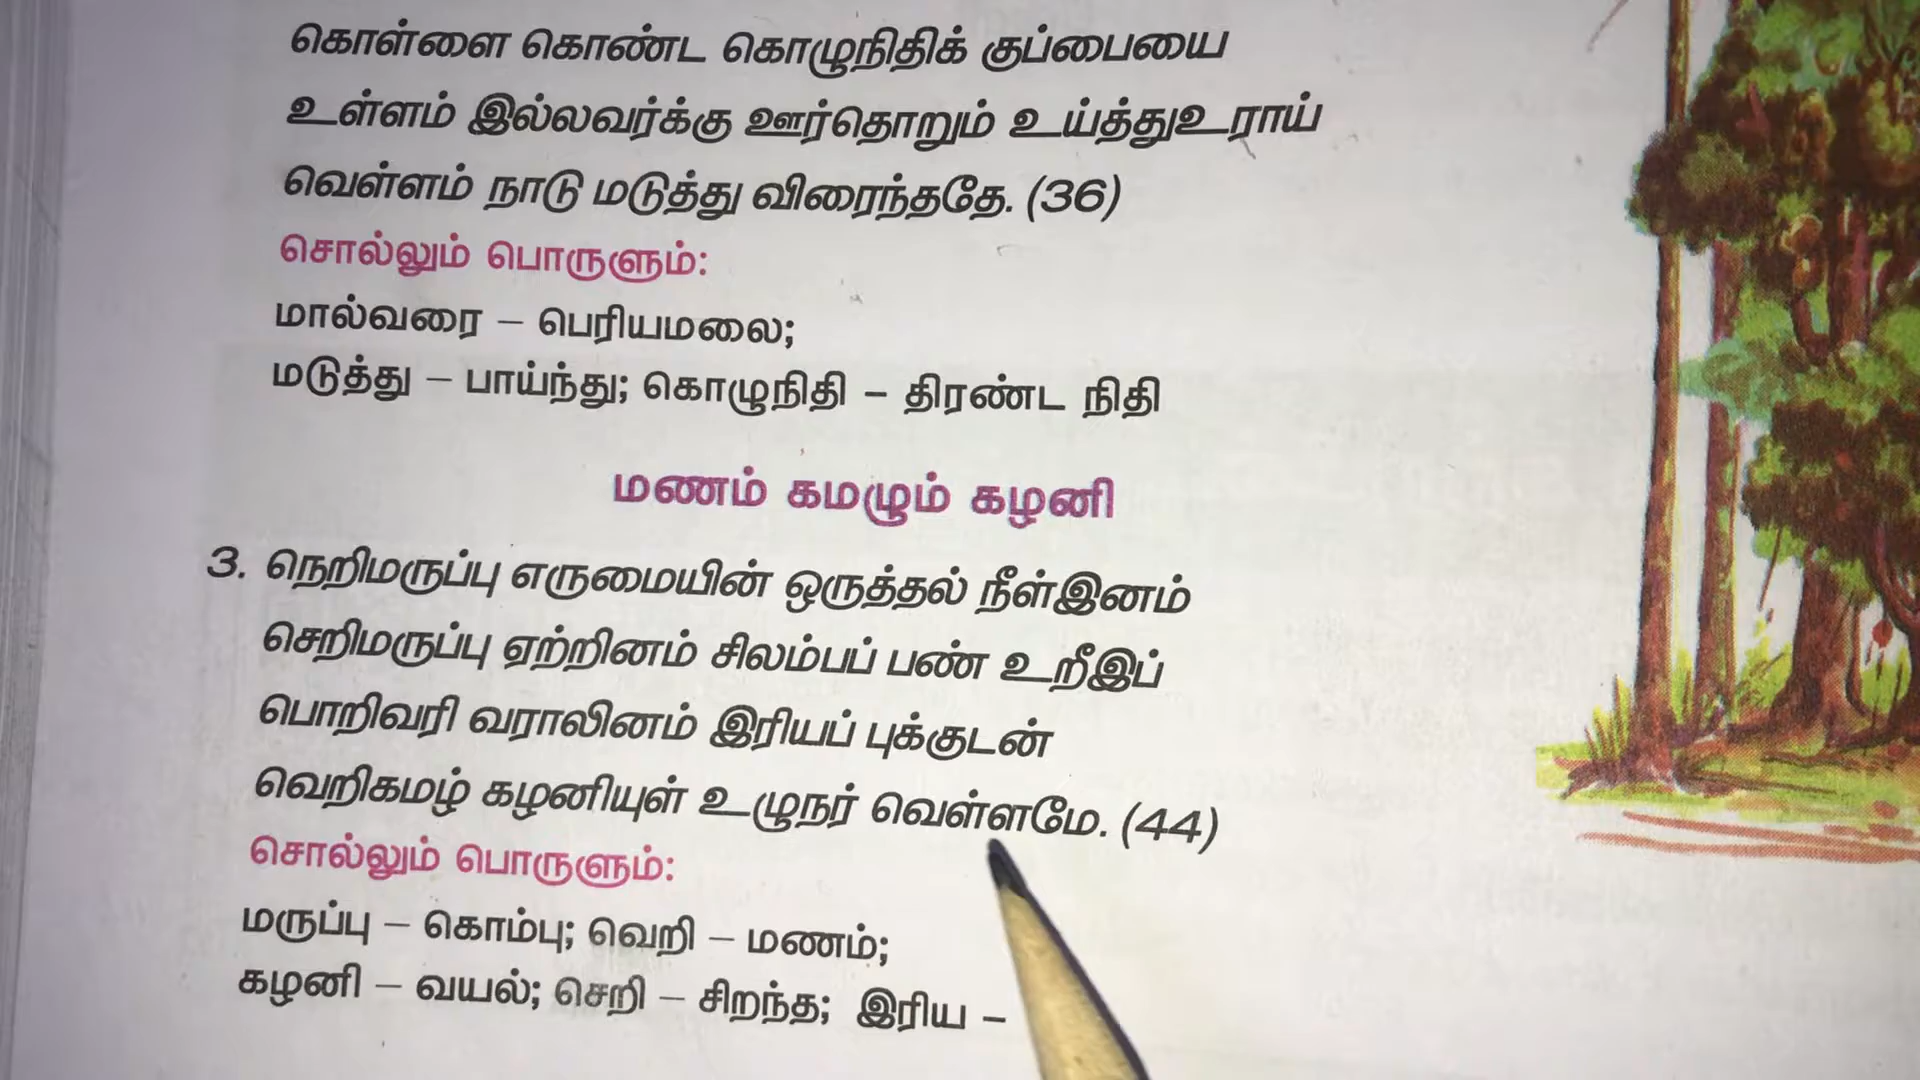 கொள்ளை கொண்ட கொழுநிதிக் குப்பையை
உள்ளம் இல்லவர்க்கு ஊர்தொறும் உய்த்துஉராய்
வெள்ளம் நாடு மடுத்து விரைந்ததே. (36)
சொல்லும் பொருளும்:
மால்வரை – பெரியமலை;
மடுத்து – பாய்ந்து; கொழுநிதி – திரண்ட நிதி
மணம் கமழும் கழனி
3. நெறிமருப்பு எருமையின் ஒருத்தல் நீள்இனம்
செறிமருப்பு ஏற்றினம் சிலம்பப் பண் உறீஇப்
பொறிவரி வராலினம் இரியப் புக்குடன்
வெறிகமழ் கழனியுள் உழுநர் வெள்ளமே. (44)
சொல்லும் பொருளும்:
மருப்பு – கொம்பு; வெறி – மணம்;
கழனி – வயல்; செறி – சிறந்த; இரிய –